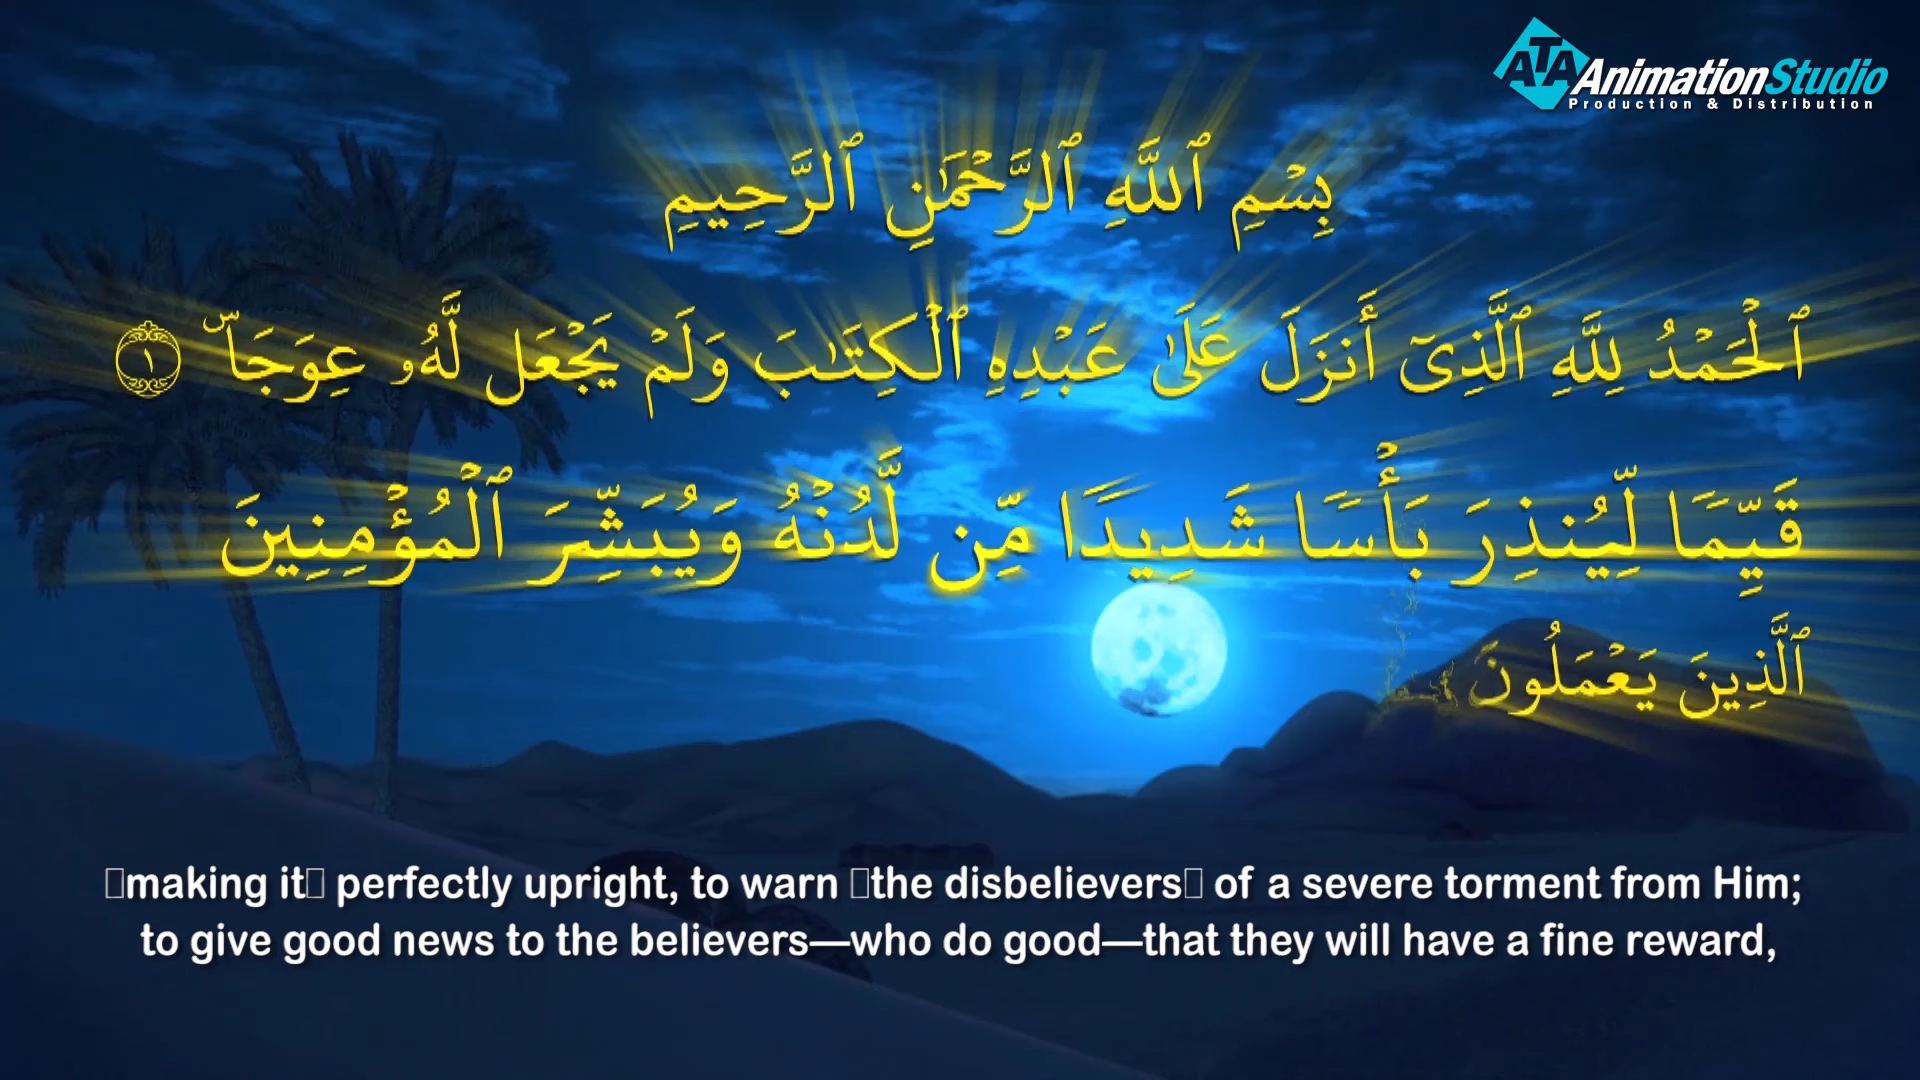 ATA AnimationStudio
Production & Distribution
بِسْمِ ٱللَّهِ ٱلرَّحْمَٰنِ ٱلرَّحِيمِ
ٱلْحَمْدُ لِلَّهِ ٱلَّذِىٓ أَنزَلَ عَلَىٰ عَبْدِهِ ٱلْكِتَـٰبَ وَلَمْ يَجْعَل لَّهُۥ عِوَجَاۜ ١
قَيِّمًا لِّيُنذِرَ بَأْسًا شَدِيدًا مِّن لَّدُنْهُ وَيُبَشِّرَ ٱلْمُؤْمِنِينَ
ٱلَّذِينَ يَعْمَلُونَ
making it perfectly upright, to warn the disbelievers of a severe torment from Him;
to give good news to the believers—who do good—that they will have a fine reward,